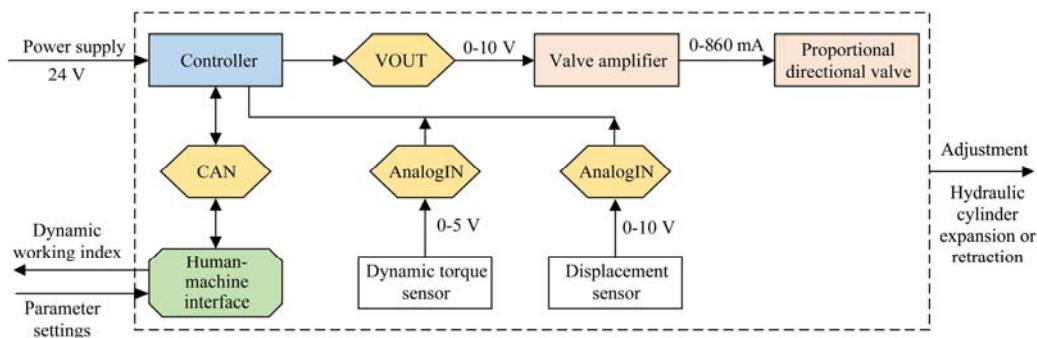 Power supply
24 V
Controller
VOUT
0-10 V
Valve amplifier
0-860 mA
Proportional
directional valve
CAN
AnalogIN
AnalogIN
Adjustment
Hydraulic
cylinder
expansion or
retraction
0-5 V
0-10 V
Dynamic
working index
Human-
machine
interface
Dynamic torque
sensor
Displacement
sensor
Parameter
settings